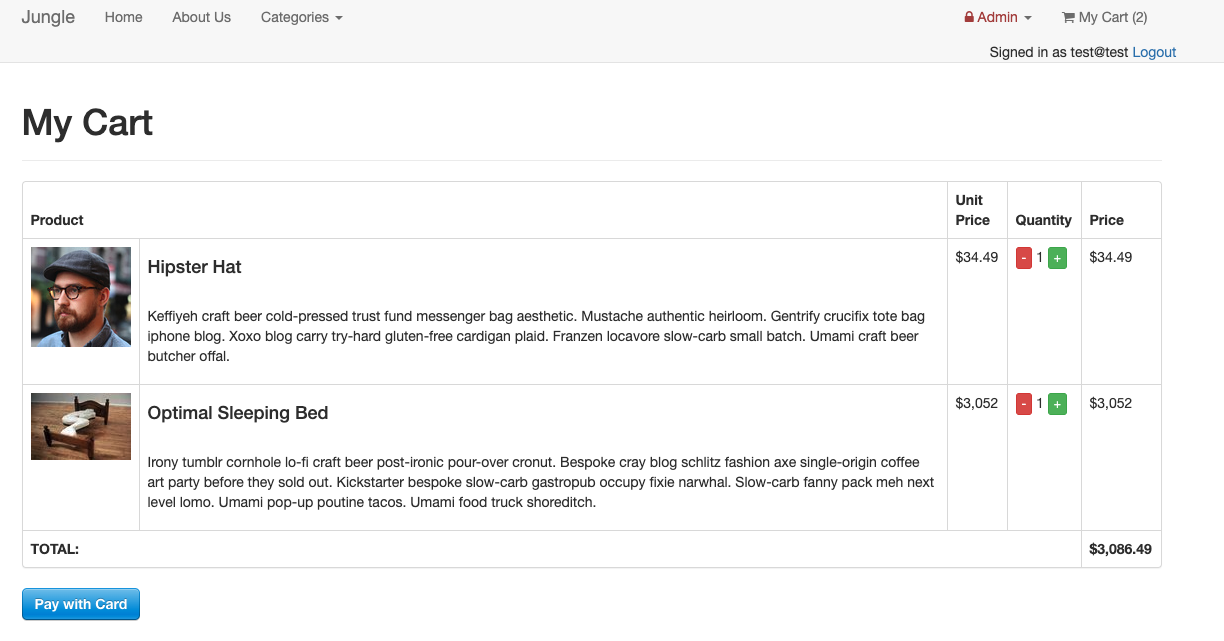 Jungle Home About Us Categories Admin My Cart (2)
Signed in as test@test Logout
My Cart
Product Unit Price Quantity Price
Hipster Hat $34.49 - 1 + $34.49
Keffiyeh craft beer cold-pressed trust fund messenger bag aesthetic. Mustache authentic heirloom. Gentrify crucifix tote bag
iphone blog. Xoxo blog carry try-hard gluten-free cardigan plaid. Franzen locavore slow-carb small batch. Umami craft beer
butcher offal.
Optimal Sleeping Bed $3,052 - 1 + $3,052
Irony tumblr cornhole lo-fi craft beer post-ironic pour-over cronut. Bespoke cray blog schlitz fashion axe single-origin coffee
art party before they sold out. Kickstarter bespoke slow-carb gastropub occupy fixie narwhal. Slow-carb fanny pack meh next
level lomo. Umami pop-up poutine tacos. Umami food truck shoreditch.
TOTAL: $3,086.49
Pay with Card